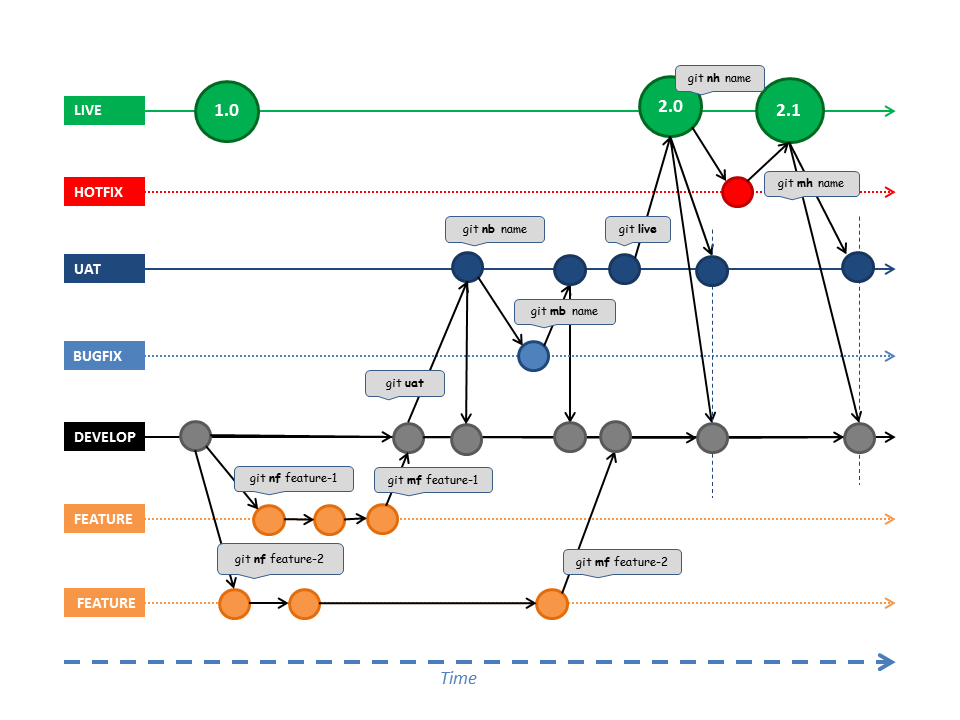 git nh name
LIVE
1.0
2.0
2.1
HOTFIX
git mh name
git nb name
git live
UAT
git mb name
BUGFIX
git uat
DEVELOP
git nf feature-1
git mf feature-1
FEATURE
git nf feature-2
git mf feature-2
FEATURE
Time